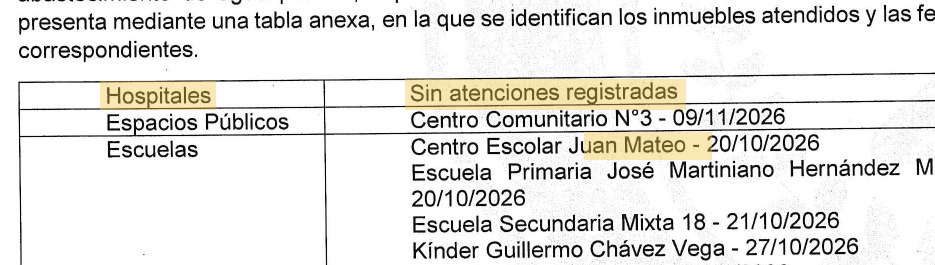 presenta mediante una tabla anexa, en la que se identifican los inmuebles atendidos y las fe
correspondientes.
Hospitales Sin atenciones registradas
Espacios Públicos Centro Comunitario N°3 - 09/11/2026
Escuelas Centro Escolar Juan Mateo - 20/10/2026
Escuela Primaria José Martiniano Hernández M
20/10/2026
Escuela Secundaria Mixta 18 - 21/10/2026
Kínder Guillermo Chávez Vega - 27/10/2026